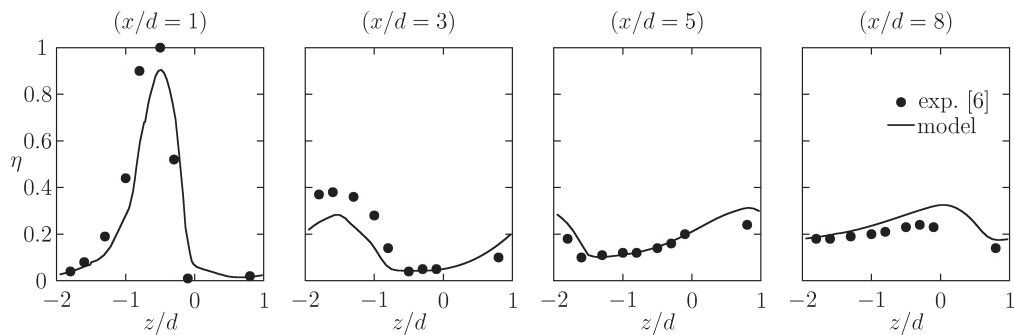 (x/d = 1) (x/d = 3) (x/d = 5) (x/d = 8)
1
0.8
0.6
η
0.4
0.2
0
exp. [6]
model
−2 −1 0 1 −2 −1 0 1 −2 −1 0 1 −2 −1 0 1
z/d z/d z/d z/d